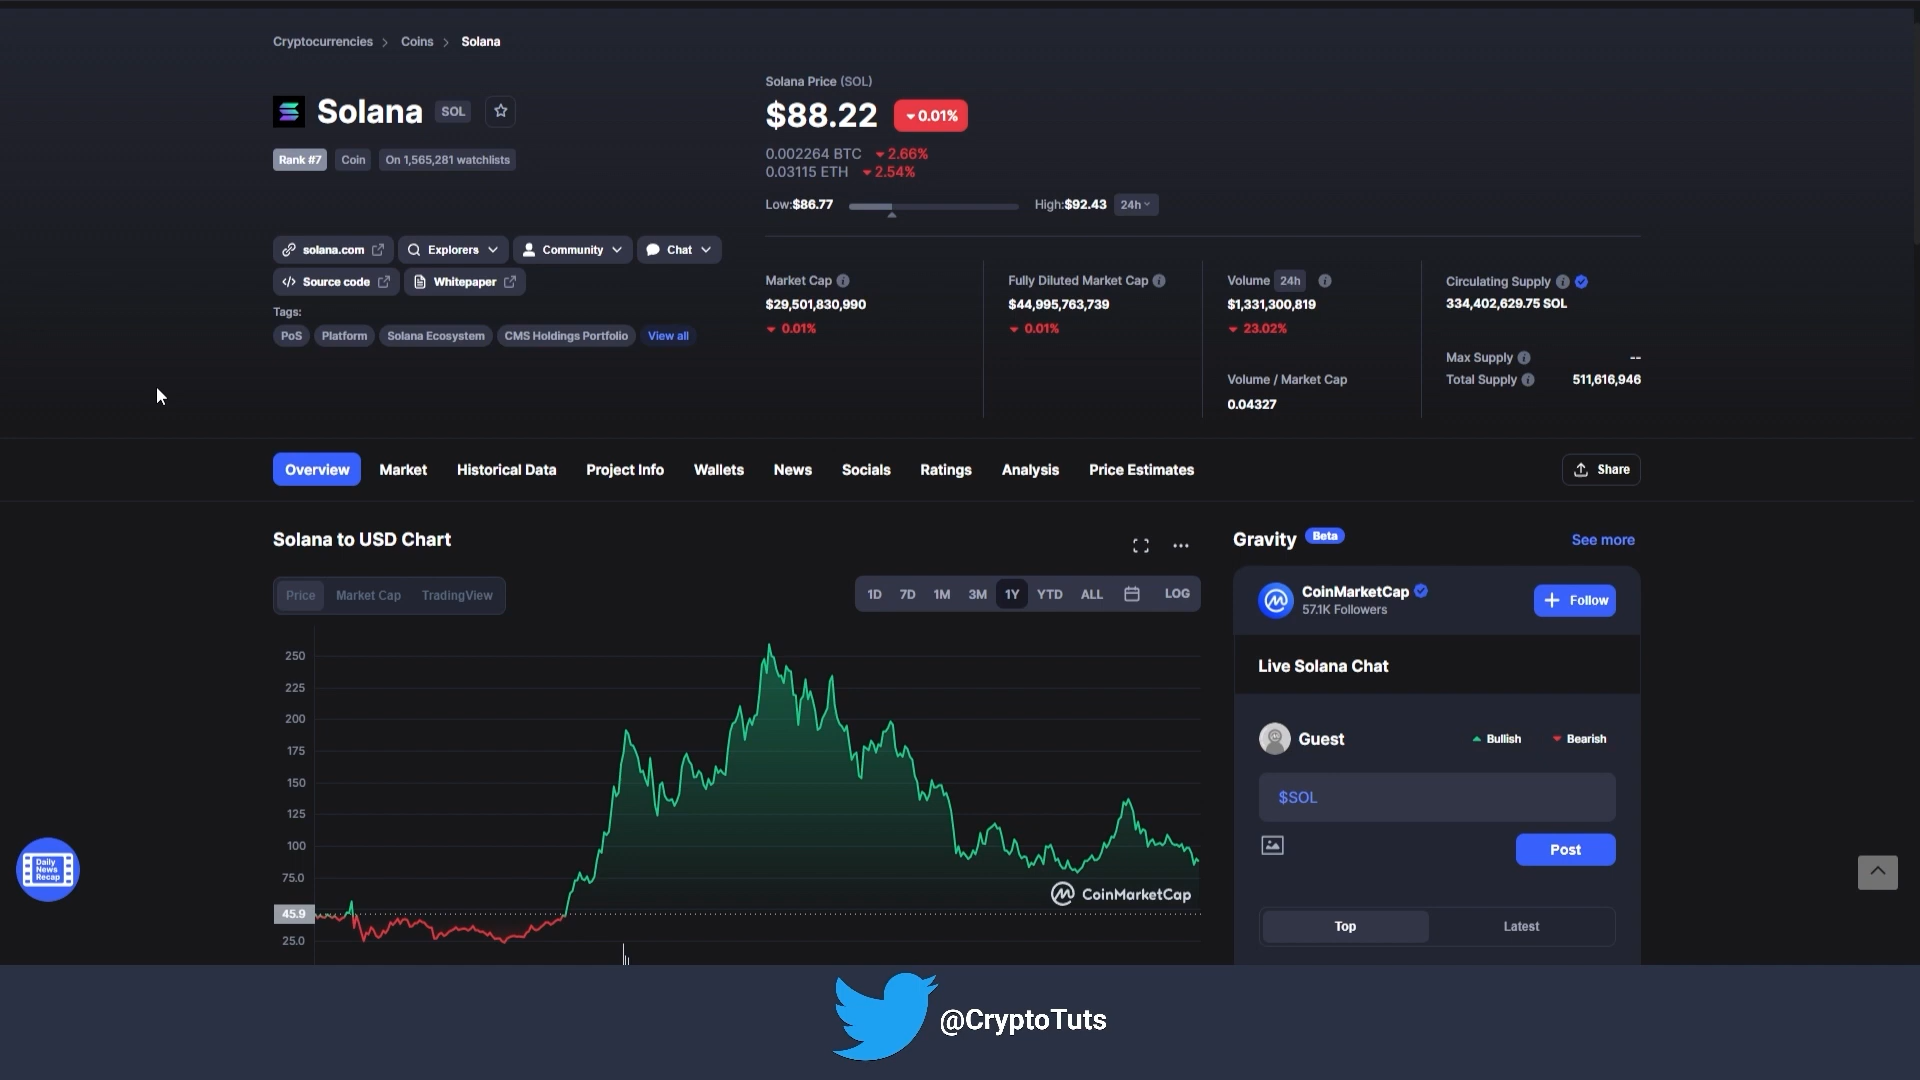 Cryptocurrencies > Coins > Solana
Solana SOL
Rank #7 Coin On 1,565,281 watchlists
solana.com Explorers Community Chat
Source code Whitepaper
Tags:
PoS Platform Solana Ecosystem CMS Holdings Portfolio View all
Solana Price (SOL)
$88.22 0.01%
0.002264 BTC 2.66%
0.03115 ETH 2.54%
Low:$86.77 High:$92.43 24h
Market Cap
$29,501,830,990
0.01%
Fully Diluted Market Cap
$44,995,763,739
0.01%
Volume 24h
$1,331,300,819
23.02%
Volume / Market Cap
0.04327
Circulating Supply
334,402,629.75 SOL
Max Supply --
Total Supply 511,616,946
Overview Market Historical Data Project Info Wallets News Socials Ratings Analysis Price Estimates Share
Solana to USD Chart
Price Market Cap TradingView
1D 7D 1M 3M 1Y YTD ALL LOG
250
225
200
175
150
125
100
75.0
45.9
25.0
CoinMarketCap
Gravity Beta See more
CoinMarketCap
57.1K Followers
Follow
Live Solana Chat
Guest Bullish Bearish
$SOL
Post
Top Latest
Daily
News
Recap
@CryptoTuts